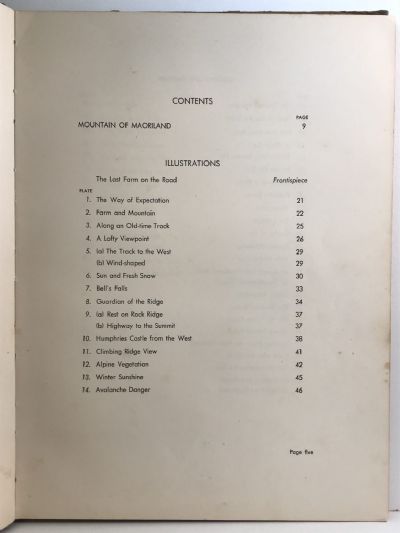 CONTENTS
PAGE
MOUNTAIN OF MAORILAND 9
ILLUSTRATIONS
The Last Farm on the Road Frontispiece
PLATE
1. The Way of Expectation 21
2. Farm and Mountain 22
3. Along an Old-time Track 25
4. A Lofty Viewpoint 26
5. (a) The Track to the West 29
(b) Wind-shaped 29
6. Sun and Fresh Snow 30
7. Bell's Falls 33
8. Guardian of the Ridge 34
9. (a) Rest on Rock Ridge 37
(b) Highway to the Summit 37
10. Humphries Castle from the West 38
11. Climbing Ridge View 41
12. Alpine Vegetation 42
13. Winter Sunshine 45
14. Avalanche Danger 46
Page five